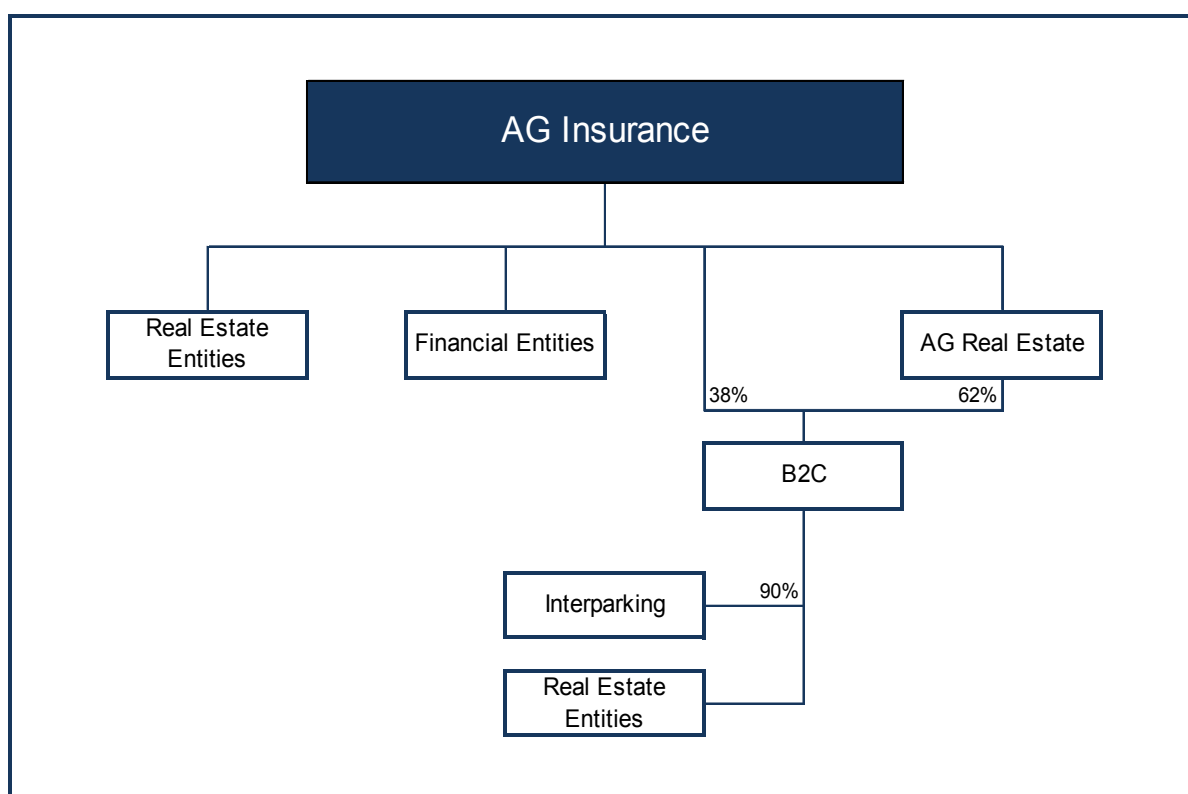 AG Insurance
Real Estate
Entities
Financial Entities
AG Real Estate
38%
62%
B2C
Interparking
90%
Real Estate
Entities